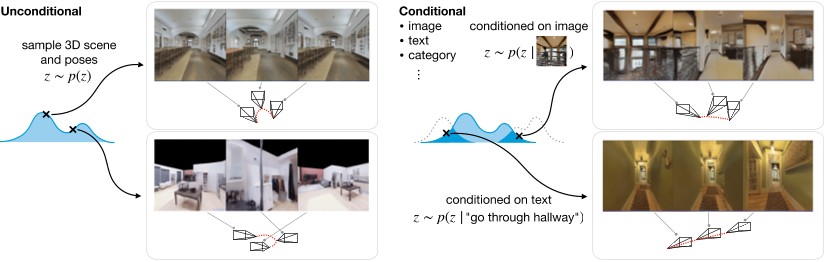 Unconditional
sample 3D scene
and poses
z ~ p(z)
Conditional
• image
• text
• category
⋮
conditioned on image
z ~ p(z | )
conditioned on text
z ~ p(z | "go through hallway")